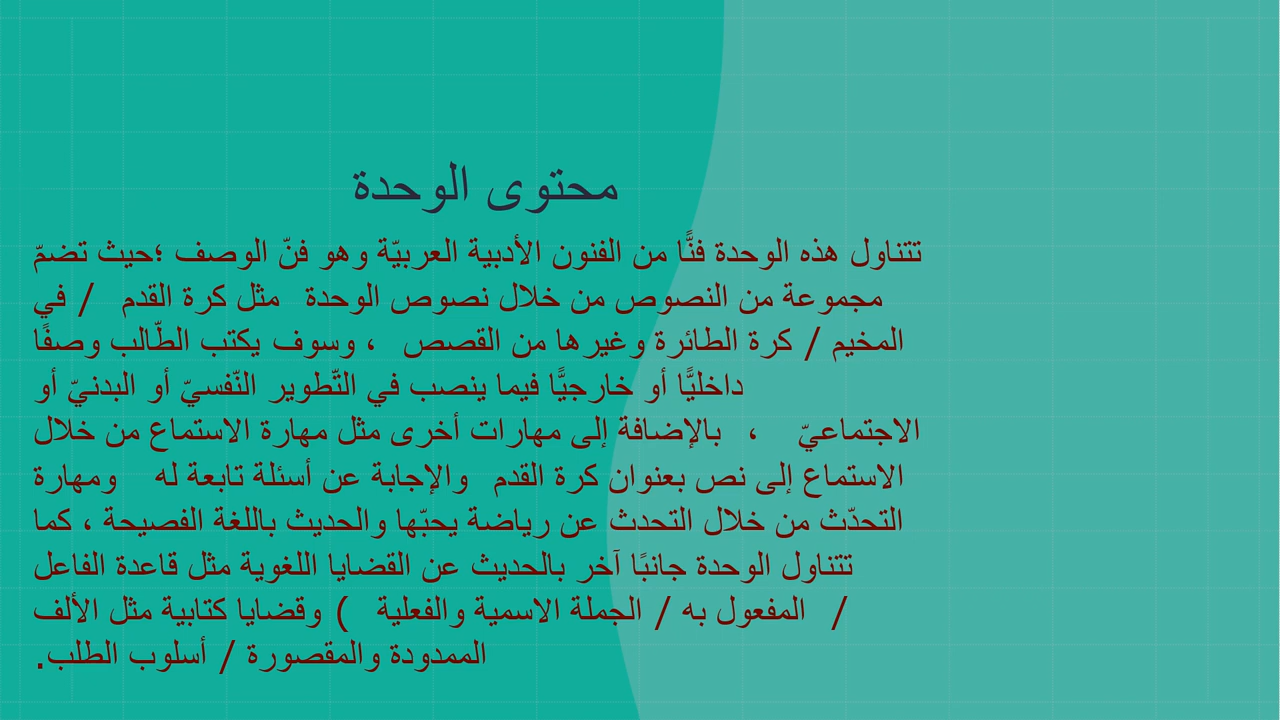 محتوى الوحدة
تتناول هذه الوحدة فنًّا من الفنون الأدبية العربيّة وهو فنّ الوصف ؛حيث تضمّ
مجموعة من النصوص من خلال نصوص الوحدة مثل كرة القدم / في
المخيم / كرة الطائرة وغيرها من القصص ، وسوف يكتب الطّالب وصفًا
داخليًّا أو خارجيًّا فيما ينصب في التّطوير النّفسيّ أو البدنيّ أو
الاجتماعيّ ، بالإضافة إلى مهارات أخرى مثل مهارة الاستماع من خلال
الاستماع إلى نص بعنوان كرة القدم والإجابة عن أسئلة تابعة له ومهارة
التحدّث من خلال التحدث عن رياضة يحبّها والحديث باللغة الفصيحة ، كما
تتناول الوحدة جانبًا آخر بالحديث عن القضايا اللغوية مثل قاعدة الفاعل
/ المفعول به / الجملة الاسمية والفعلية ) وقضايا كتابية مثل الألف
الممدودة والمقصورة / أسلوب الطلب.